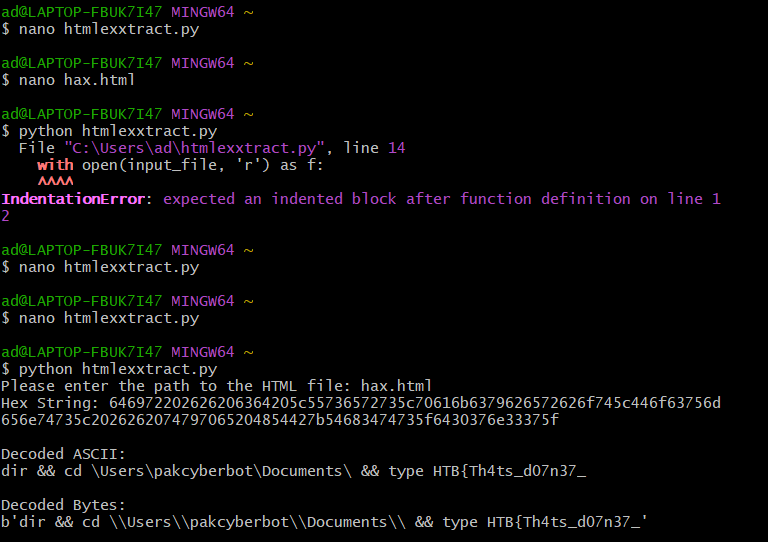 ad@LAPTOP-FBUK7I47 MINGW64 ~
$ nano htmlexxtract.py
ad@LAPTOP-FBUK7I47 MINGW64 ~
$ nano hax.html
ad@LAPTOP-FBUK7I47 MINGW64 ~
$ python htmlexxtract.py
  File "C:\Users\ad\htmlexxtract.py", line 14
    with open(input_file, 'r') as f:
    ^^^^
IndentationError: expected an indented block after function definition on line 1
2
ad@LAPTOP-FBUK7I47 MINGW64 ~
$ nano htmlexxtract.py
ad@LAPTOP-FBUK7I47 MINGW64 ~
$ nano htmlexxtract.py
ad@LAPTOP-FBUK7I47 MINGW64 ~
$ python htmlexxtract.py
Please enter the path to the HTML file: hax.html
Hex String: 646972202626206364205c55736572735c70616b6379626572626f745c446f63756d
656e74735c202626207479706520485442​7b54683474735f6430376e33375f
Decoded ASCII:
dir && cd \Users\pakcyberbot\Documents\ && type HTB{Th4ts_d07n37_
Decoded Bytes:
b'dir && cd \\Users\\pakcyberbot\\Documents\\ && type HTB{Th4ts_d07n37_'